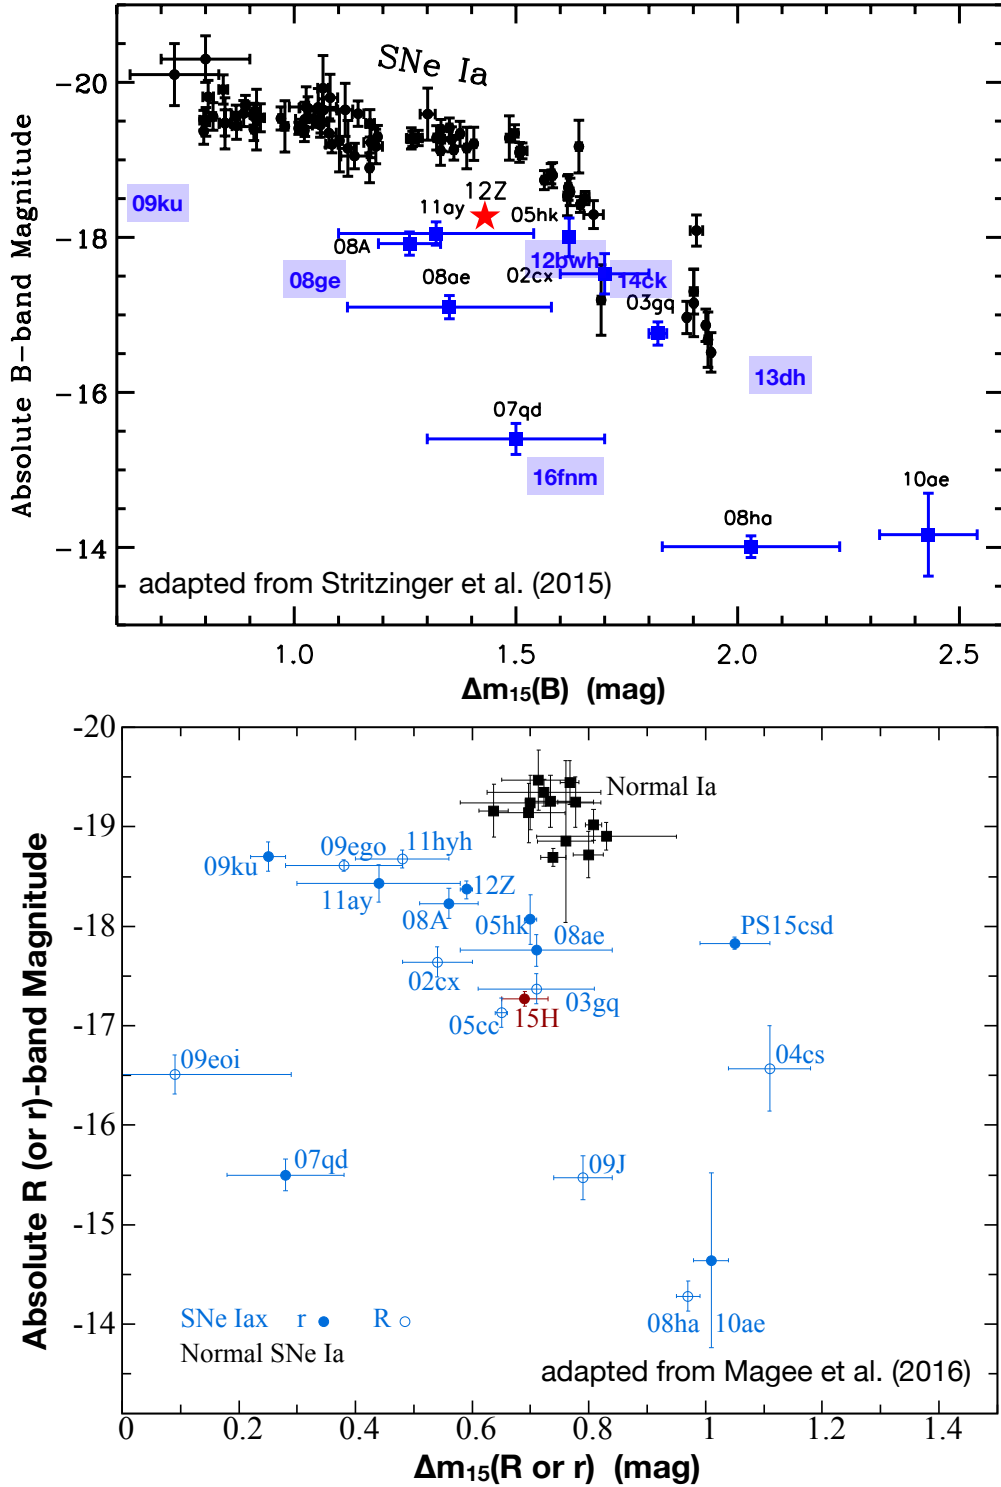 -20
SNe Ia
09ku
12Z
11ay
05hk
-18
08A
12bwh
08ge
08ae
02cx
14ck
03gq
13dh
-16
07qd
16fnm
10ae
08ha
-14
adapted from Stritzinger et al. (2015)
Absolute B-band Magnitude
1.0 1.5 2.0 2.5
Δm15(B) (mag)
-20
Normal Ia
-19
09ego 11hyh
09ku
11ay
12Z
08A
05hk
08ae
PS15csd
-18
02cx
03gq
05cc
15H
-17
09eoi
04cs
-16
07qd
09J
-15
SNe Iax r R
08ha 10ae
-14
Normal SNe Ia
adapted from Magee et al. (2016)
Absolute R (or r)-band Magnitude
0 0.2 0.4 0.6 0.8 1 1.2 1.4
Δm15(R or r) (mag)